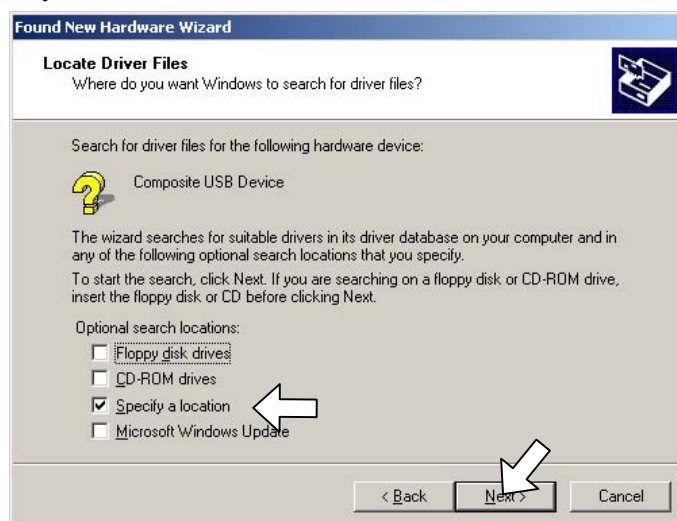 Found New Hardware Wizard
Locate Driver Files
Where do you want Windows to search for driver files?
Search for driver files for the following hardware device:
Composite USB Device
The wizard searches for suitable drivers in its driver database on your computer and in
any of the following optional search locations that you specify.
To start the search, click Next. If you are searching on a floppy disk or CD-ROM drive,
insert the floppy disk or CD before clicking Next.
Optional search locations:
Floppy disk drives
CD-ROM drives
Specify a location
Microsoft Windows Update
< Back Next > Cancel